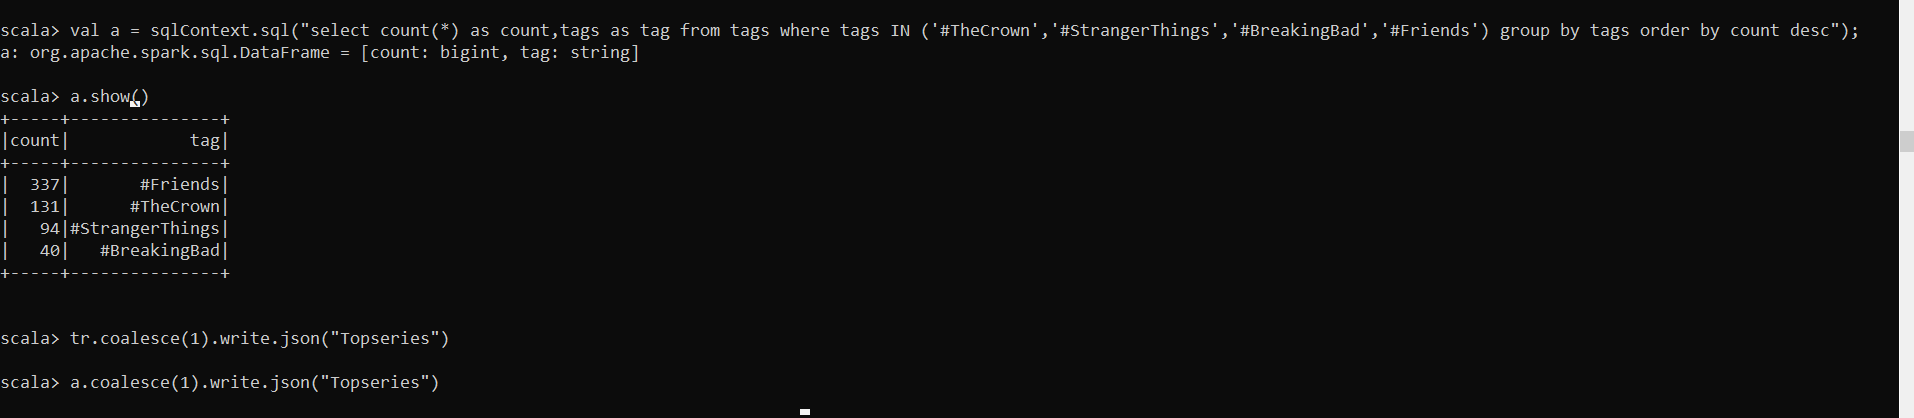 scala> val a = sqlContext.sql("select count(*) as count,tags as tag from tags where tags IN ('#TheCrown','#StrangerThings','#BreakingBad','#Friends') group by tags order by count desc");
a: org.apache.spark.sql.DataFrame = [count: bigint, tag: string]
scala> a.show()
+-----+---------------+
|count|            tag|
+-----+---------------+
|  337|       #Friends|
|  131|      #TheCrown|
|   94|#StrangerThings|
|   40|   #BreakingBad|
+-----+---------------+
scala> tr.coalesce(1).write.json("Topseries")
scala> a.coalesce(1).write.json("Topseries")